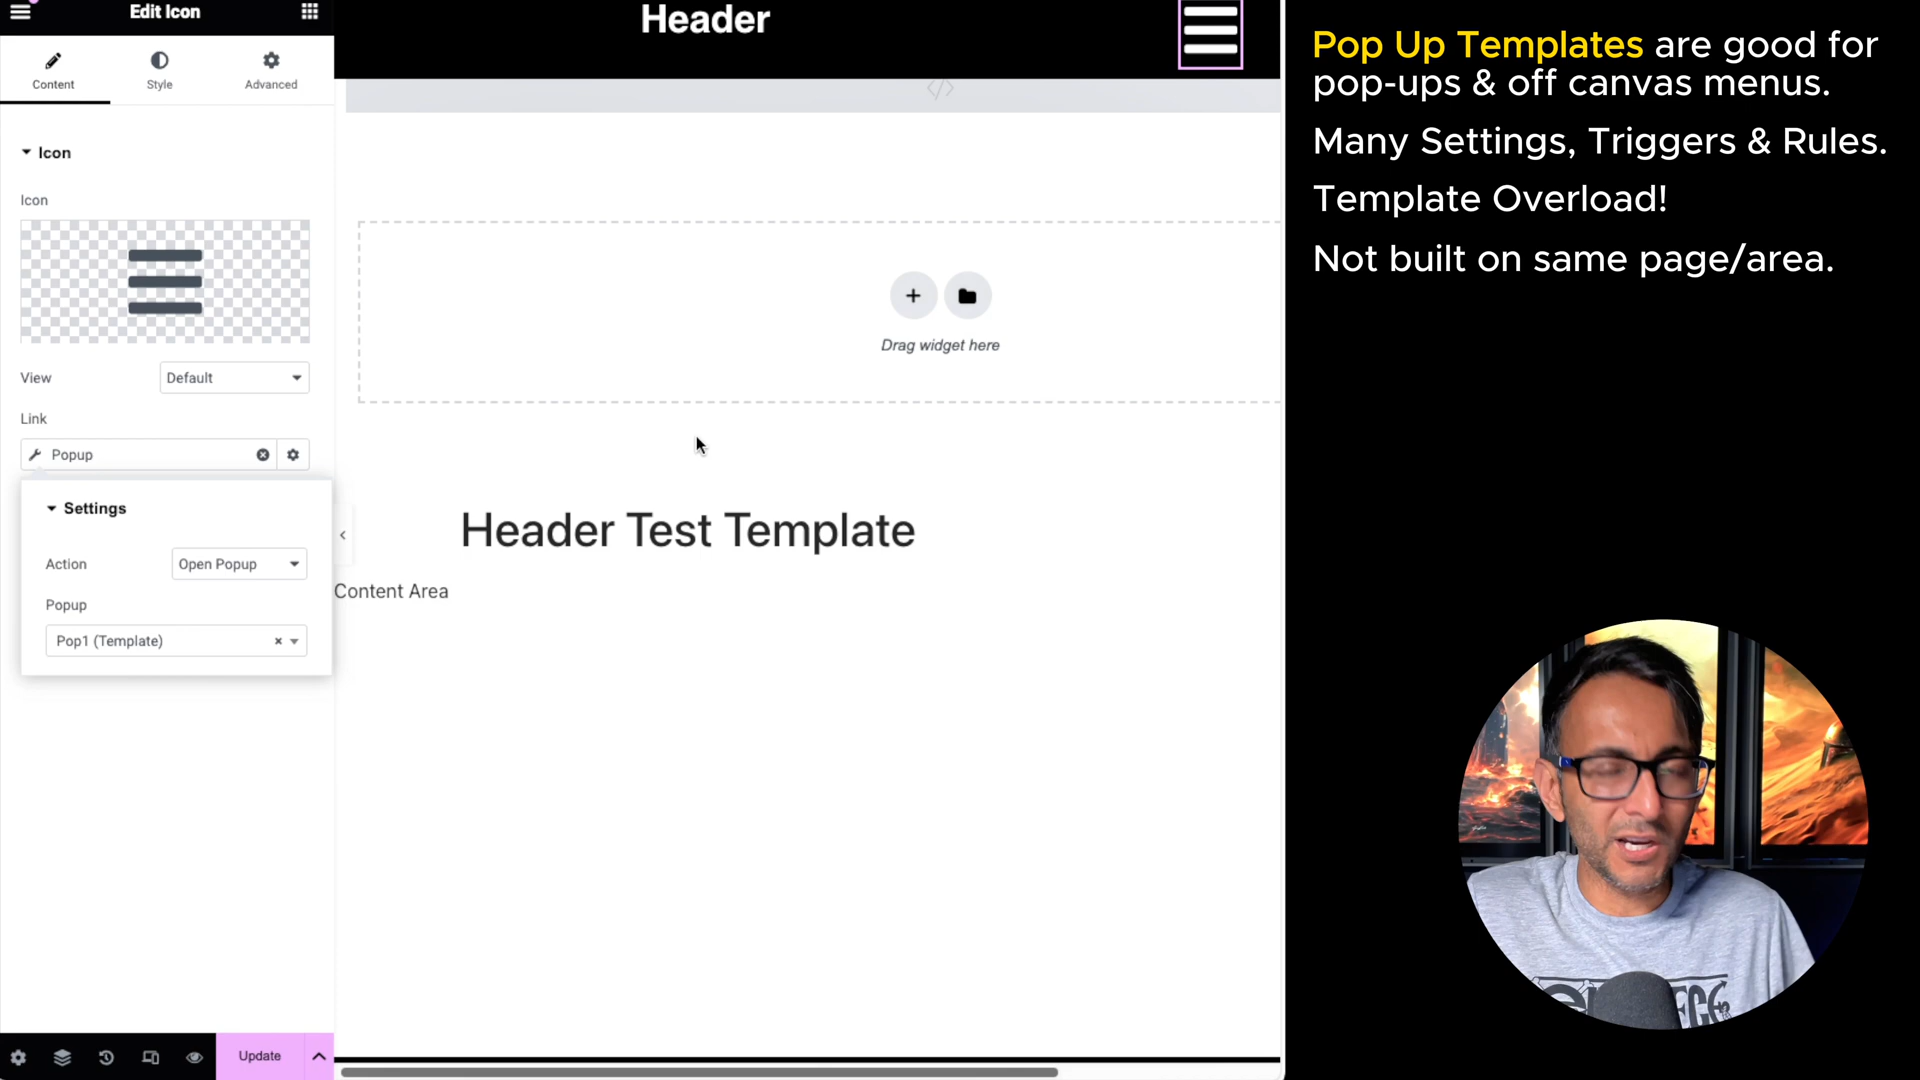 Edit Icon
Content
Style
Advanced
Icon
Icon
View
Default
Link
Popup
Settings
Action
Open Popup
Popup
Pop1 (Template)
Update
Header
Drag widget here
Header Test Template
Content Area
Pop Up Templates are good for
pop-ups & off canvas menus.
Many Settings, Triggers & Rules.
Template Overload!
Not built on same page/area.